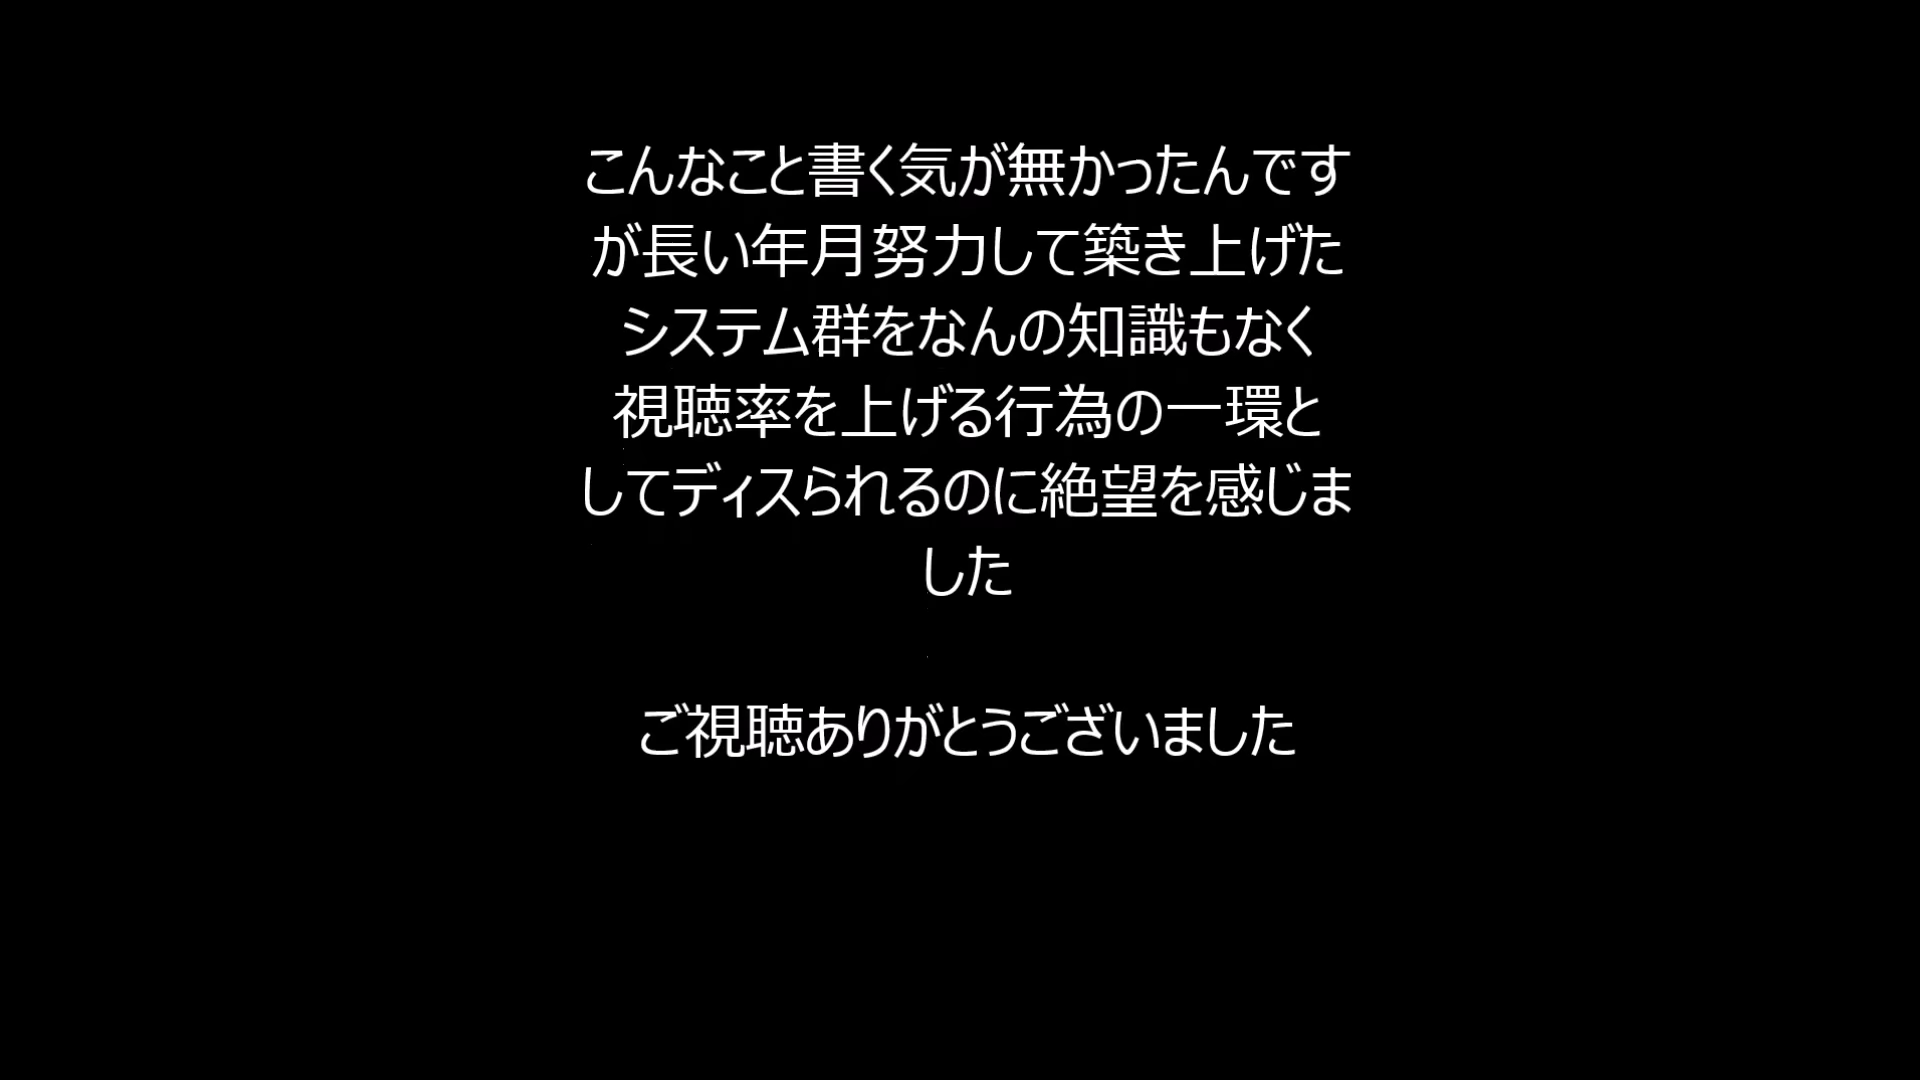 こんなこと書く気が無かったんです
が長い年月努力して築き上げた
システム群をなんの知識もなく
視聴率を上げる行為の一環と
してディスられるのに絶望を感じま
した
ご視聴ありがとうございました